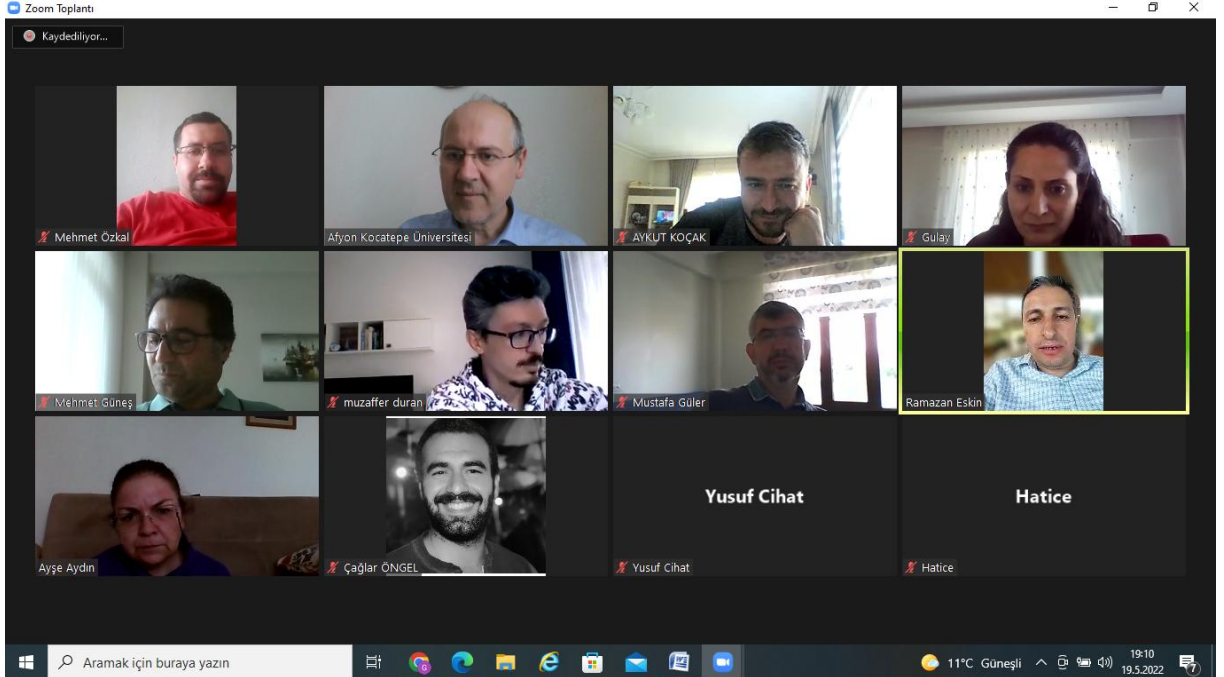 Zoom Toplantı
Kaydediliyor...
Mehmet Özkal
Afyon Kocatepe Üniversitesi
AYKUT KOÇAK
Gulay
Mehmet Güneş
muzaffer duran
Mustafa Güler
Ramazan Eskin
Ayşe Aydın
Çağlar ÖNGEL
Yusuf Cihat
Yusuf Cihat
Hatice
Hatice
Aramak için buraya yazın
11°C Güneşli
19:10
19.5.2022
7